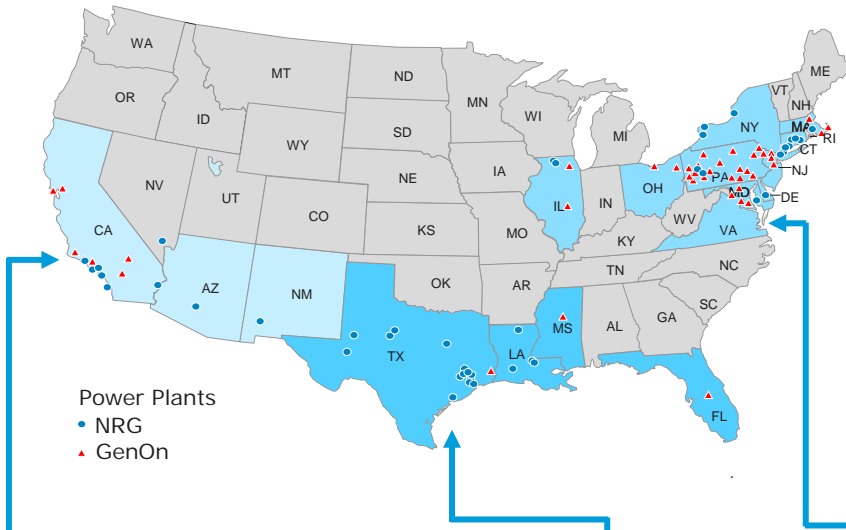 WA
MT
ND
MN
ME
VT
NH
OR
ID
SD
WI
NY
MA
RI
WY
MI
CT
NV
UT
NE
IA
PA
NJ
IL
IN
OH
MD
DE
CO
WV
CA
KS
MO
VA
KY
AZ
NM
OK
AR
TN
NC
SC
TX
LA
MS
AL
GA
FL
Power Plants
NRG
GenOn